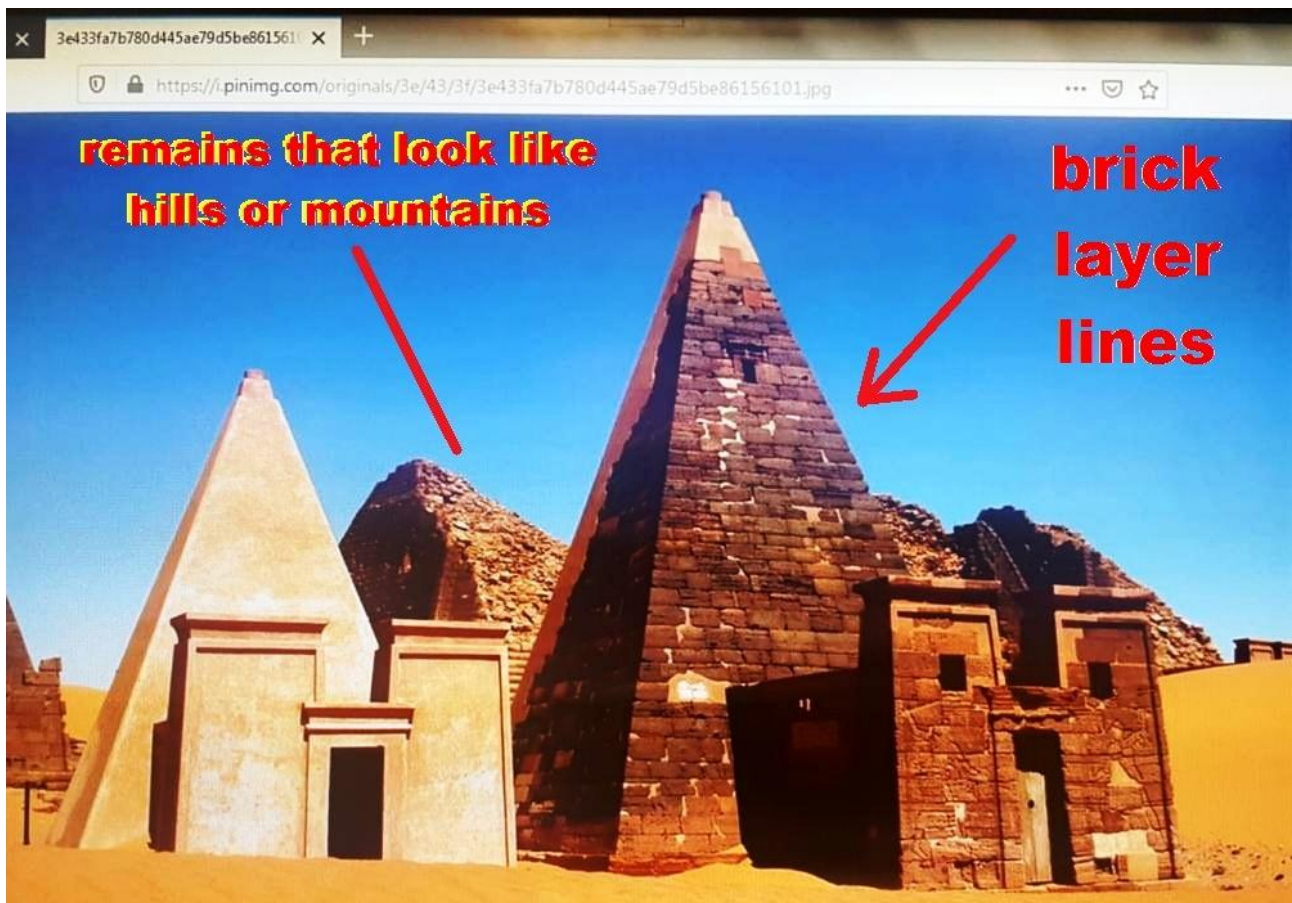 3e433fa7b780d445ae79d5be861561
https://i.pinimg.com/originals/3e/43/3f/3e433fa7b780d445ae79d5be86156101.jpg
remains that look like
hills or mountains
brick
layer
lines